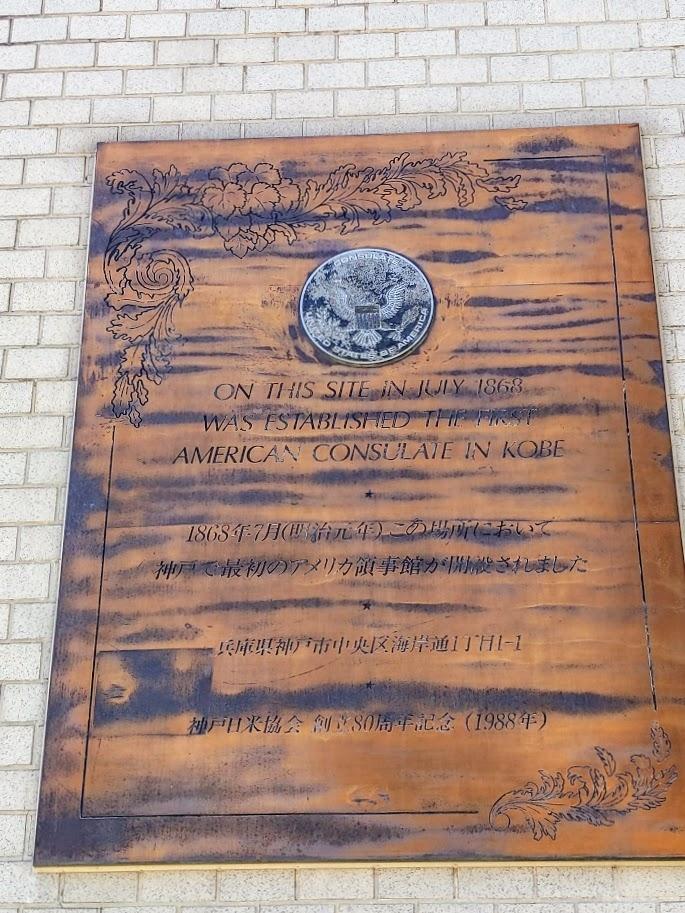 CONSULATE
UNITED STATES OF AMERICA
ON THIS SITE IN JULY 1868
WAS ESTABLISHED THE FIRST
AMERICAN CONSULATE IN KOBE
1868年7月(明治元年)この場所において
神戸で最初のアメリカ領事館が開設されました
兵庫県神戸市中央区海岸通1丁目1-1
神戸日米協会 創立80周年記念 (1988年)